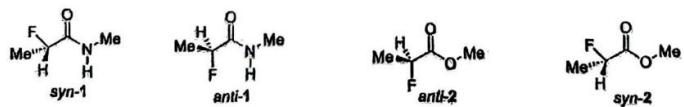 F O
Me N Me
H H
syn-1
H O
Me N Me
F H
anti-1
H O
Me O Me
F
anti-2
F O
Me O Me
H
syn-2